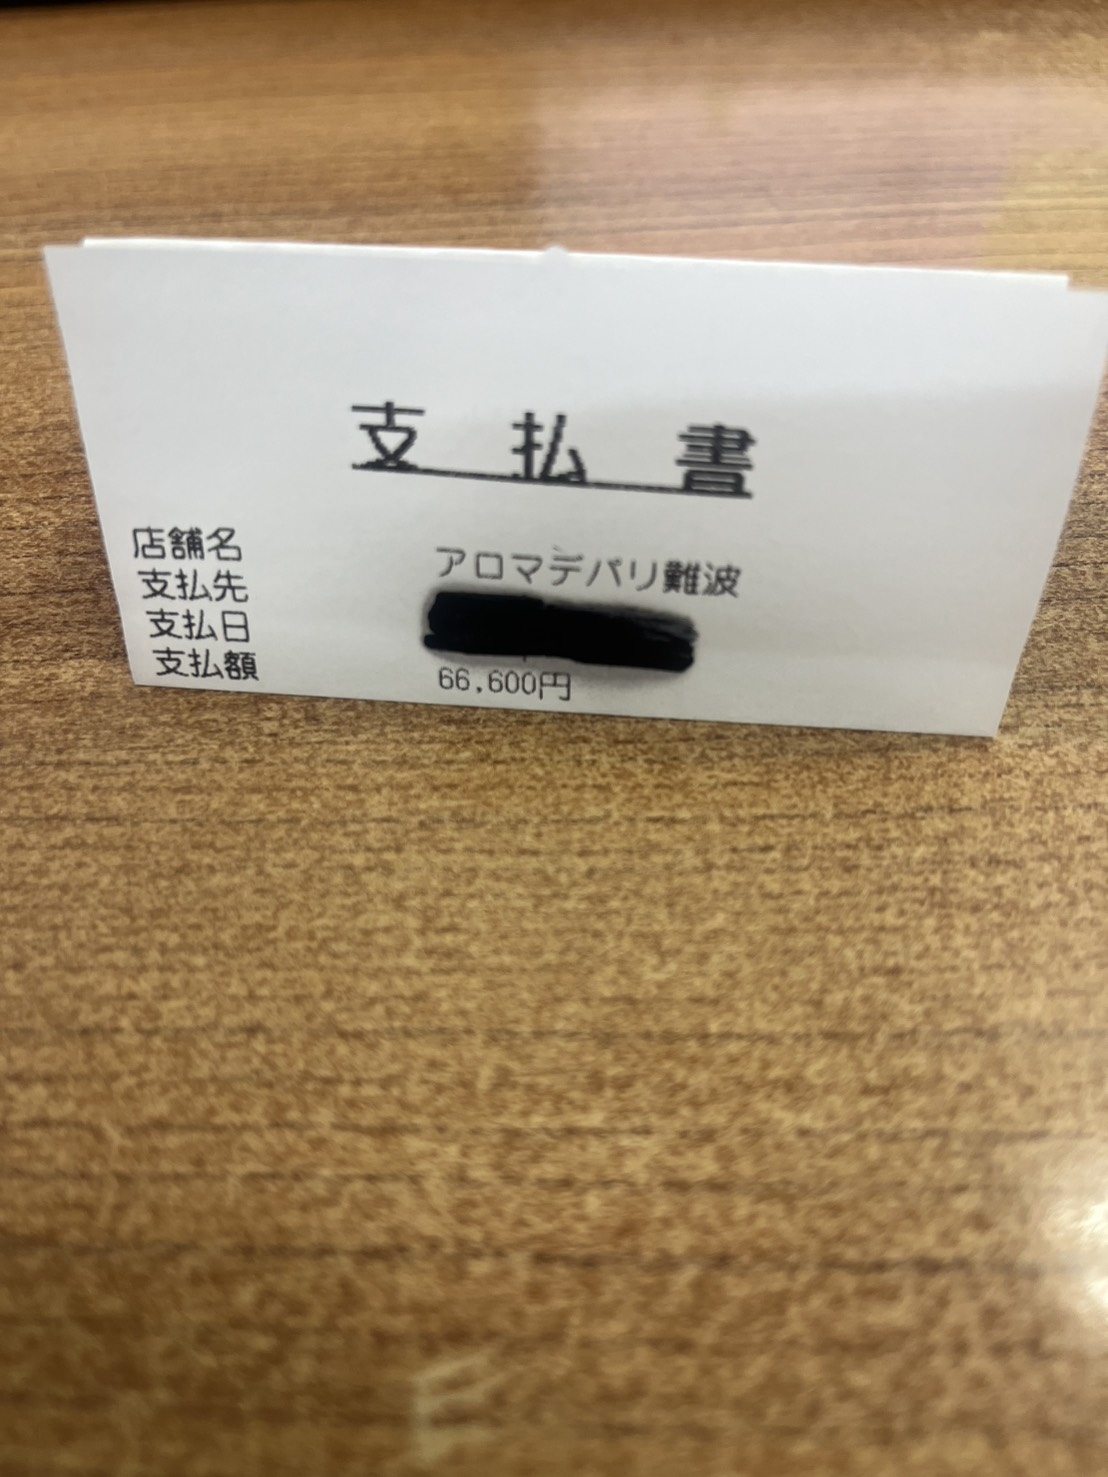 支払書
店舗名 アロマデパリ難波
支払先
支払日
支払額 66,600円